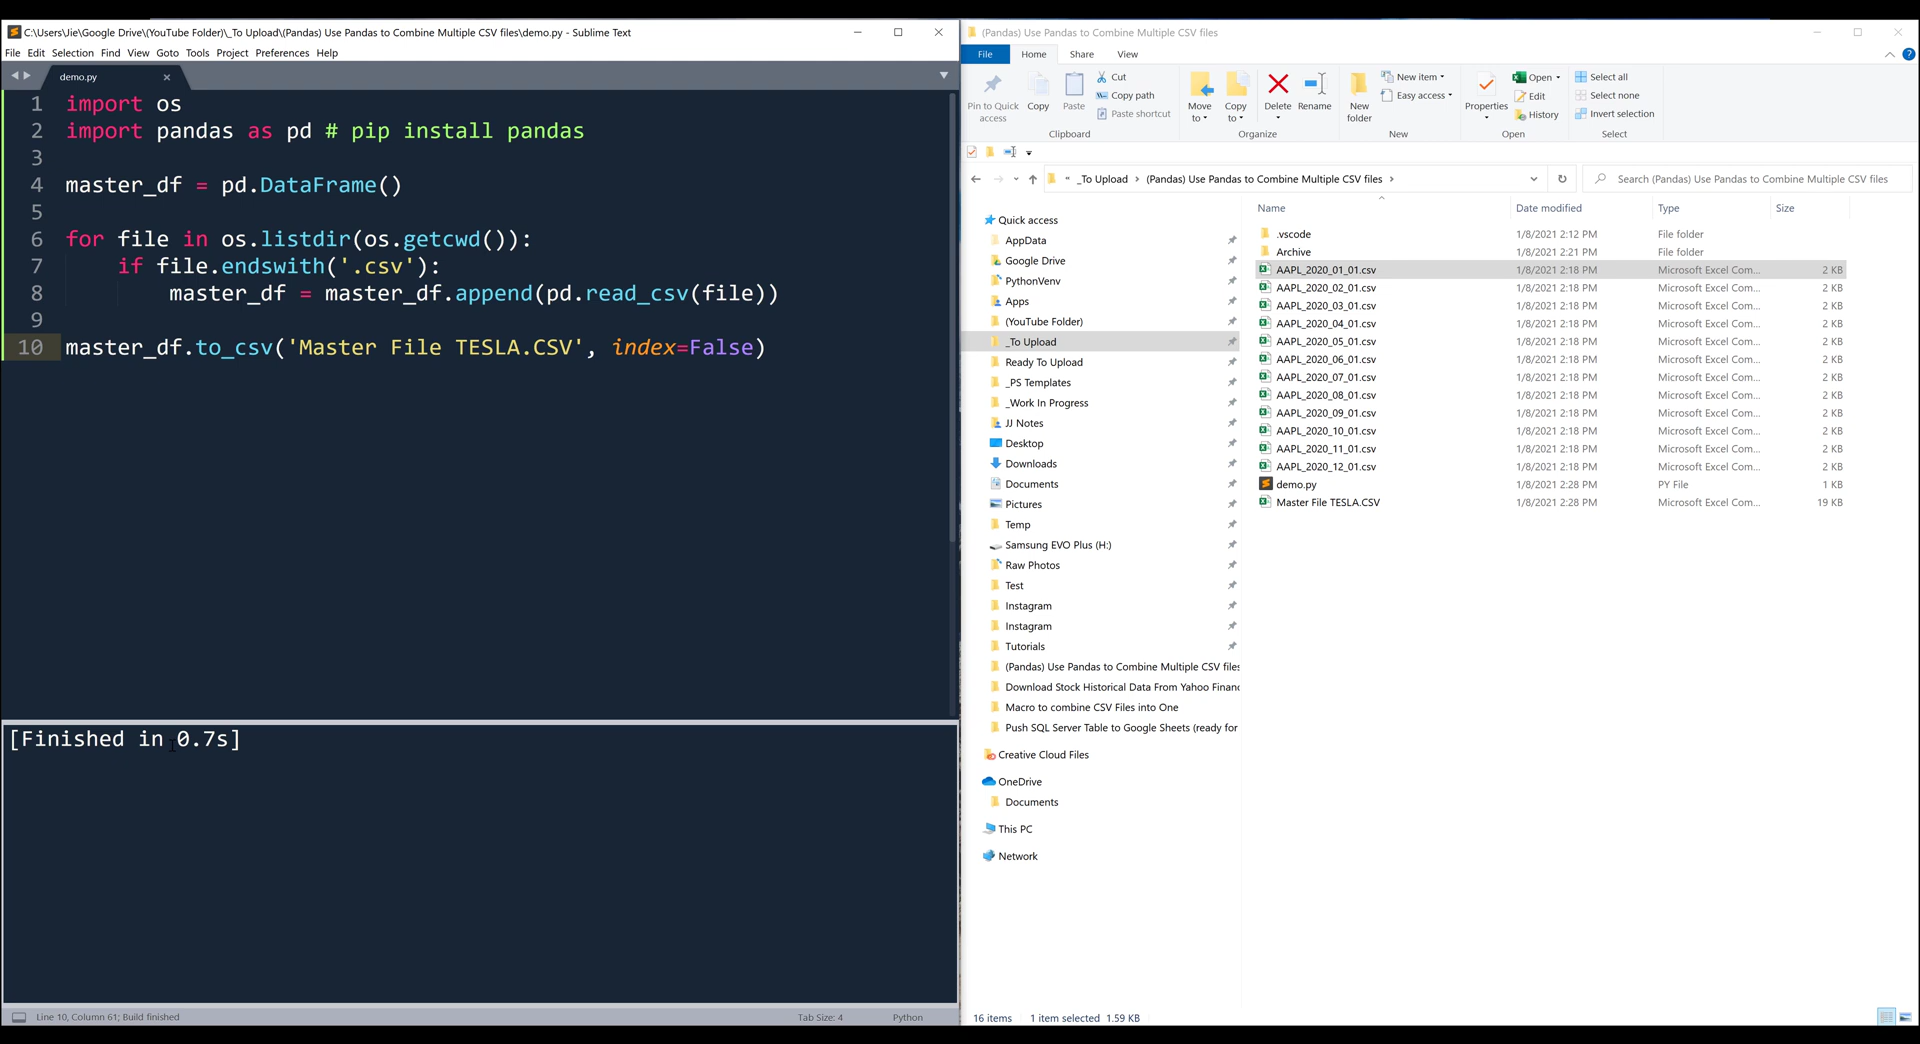 C:\Users\Jie\Google Drive\(YouTube Folder)\_To Upload\(Pandas) Use Pandas to Combine Multiple CSV files\demo.py - Sublime Text
File Edit Selection Find View Goto Tools Project Preferences Help
demo.py
1 import os
2 import pandas as pd # pip install pandas
3
4 master_df = pd.DataFrame()
5
6 for file in os.listdir(os.getcwd()):
7 if file.endswith('.csv'):
8 master_df = master_df.append(pd.read_csv(file))
9
10 master_df.to_csv('Master File TESLA.CSV', index=False)
[Finished in 0.7s]
Line 10, Column 61; Build finished
Tab Size: 4
Python
(Pandas) Use Pandas to Combine Multiple CSV files
File Home Share View
Pin to Quick access
Copy
Paste
Cut
Copy path
Paste shortcut
Clipboard
Move to
Copy to
Delete
Rename
Organize
New folder
New item
Easy access
New
Properties
Open
Edit
History
Open
Select all
Select none
Invert selection
Select
_To Upload > (Pandas) Use Pandas to Combine Multiple CSV files >
Search (Pandas) Use Pandas to Combine Multiple CSV files
Quick access
AppData
Google Drive
PythonVenv
Apps
(YouTube Folder)
_To Upload
Ready To Upload
_PS Templates
_Work In Progress
JJ Notes
Desktop
Downloads
Documents
Pictures
Temp
Samsung EVO Plus (H:)
Raw Photos
Test
Instagram
Instagram
Tutorials
(Pandas) Use Pandas to Combine Multiple CSV files
Download Stock Historical Data From Yahoo Financ
Macro to combine CSV Files into One
Push SQL Server Table to Google Sheets (ready for
Creative Cloud Files
OneDrive
Documents
This PC
Network
Name Date modified Type Size
.vscode 1/8/2021 2:12 PM File folder
Archive 1/8/2021 2:21 PM File folder
AAPL_2020_01_01.csv 1/8/2021 2:18 PM Microsoft Excel Com... 2 KB
AAPL_2020_02_01.csv 1/8/2021 2:18 PM Microsoft Excel Com... 2 KB
AAPL_2020_03_01.csv 1/8/2021 2:18 PM Microsoft Excel Com... 2 KB
AAPL_2020_04_01.csv 1/8/2021 2:18 PM Microsoft Excel Com... 2 KB
AAPL_2020_05_01.csv 1/8/2021 2:18 PM Microsoft Excel Com... 2 KB
AAPL_2020_06_01.csv 1/8/2021 2:18 PM Microsoft Excel Com... 2 KB
AAPL_2020_07_01.csv 1/8/2021 2:18 PM Microsoft Excel Com... 2 KB
AAPL_2020_08_01.csv 1/8/2021 2:18 PM Microsoft Excel Com... 2 KB
AAPL_2020_09_01.csv 1/8/2021 2:18 PM Microsoft Excel Com... 2 KB
AAPL_2020_10_01.csv 1/8/2021 2:18 PM Microsoft Excel Com... 2 KB
AAPL_2020_11_01.csv 1/8/2021 2:18 PM Microsoft Excel Com... 2 KB
AAPL_2020_12_01.csv 1/8/2021 2:18 PM Microsoft Excel Com... 2 KB
demo.py 1/8/2021 2:28 PM PY File 1 KB
Master File TESLA.CSV 1/8/2021 2:28 PM Microsoft Excel Com... 19 KB
16 items 1 item selected 1.59 KB